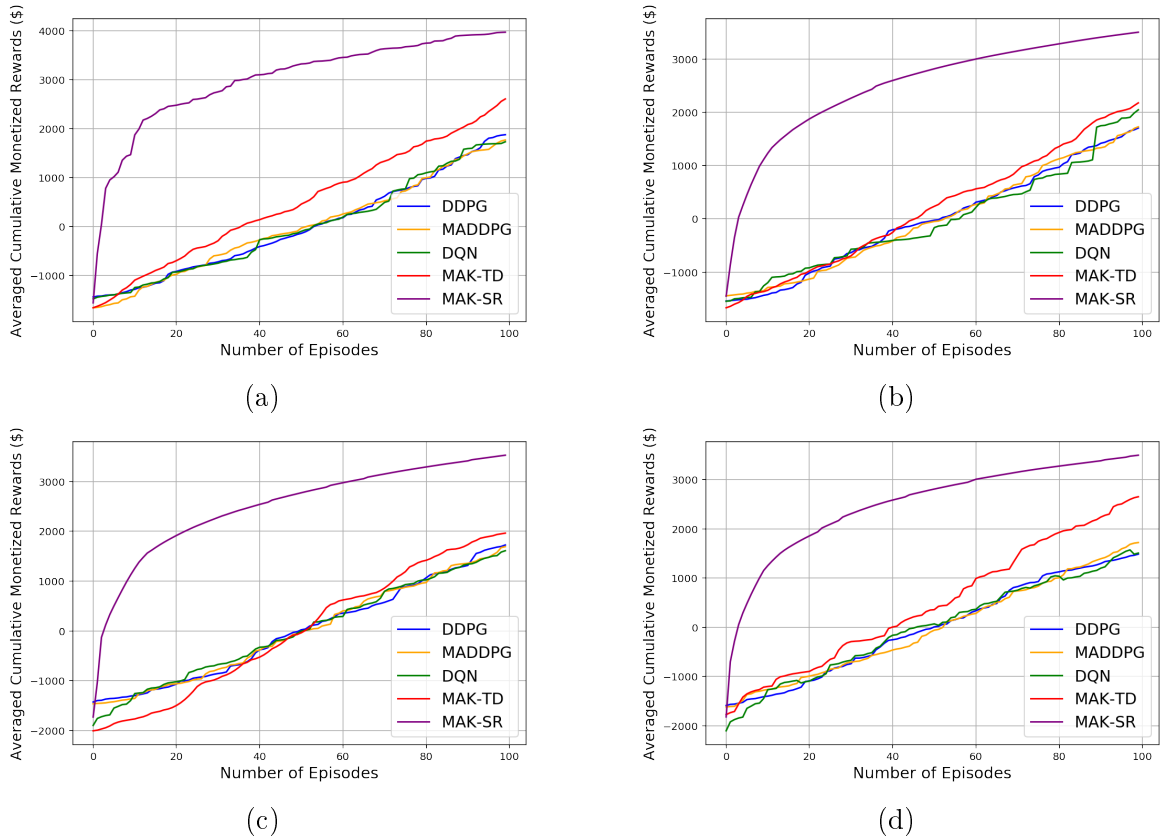 Averaged Cumulative Monetized Rewards ($)
4000
3000
2000
1000
0
−1000
0 20 40 60 80 100
Number of Episodes
DDPG
MADDPG
DQN
MAK-TD
MAK-SR
(a)
Averaged Cumulative Monetized Rewards ($)
3000
2000
1000
0
−1000
0 20 40 60 80 100
Number of Episodes
DDPG
MADDPG
DQN
MAK-TD
MAK-SR
(b)
Averaged Cumulative Monetized Rewards ($)
3000
2000
1000
0
−1000
−2000
0 20 40 60 80 100
Number of Episodes
DDPG
MADDPG
DQN
MAK-TD
MAK-SR
(c)
Averaged Cumulative Monetized Rewards ($)
3000
2000
1000
0
−1000
−2000
0 20 40 60 80 100
Number of Episodes
DDPG
MADDPG
DQN
MAK-TD
MAK-SR
(d)